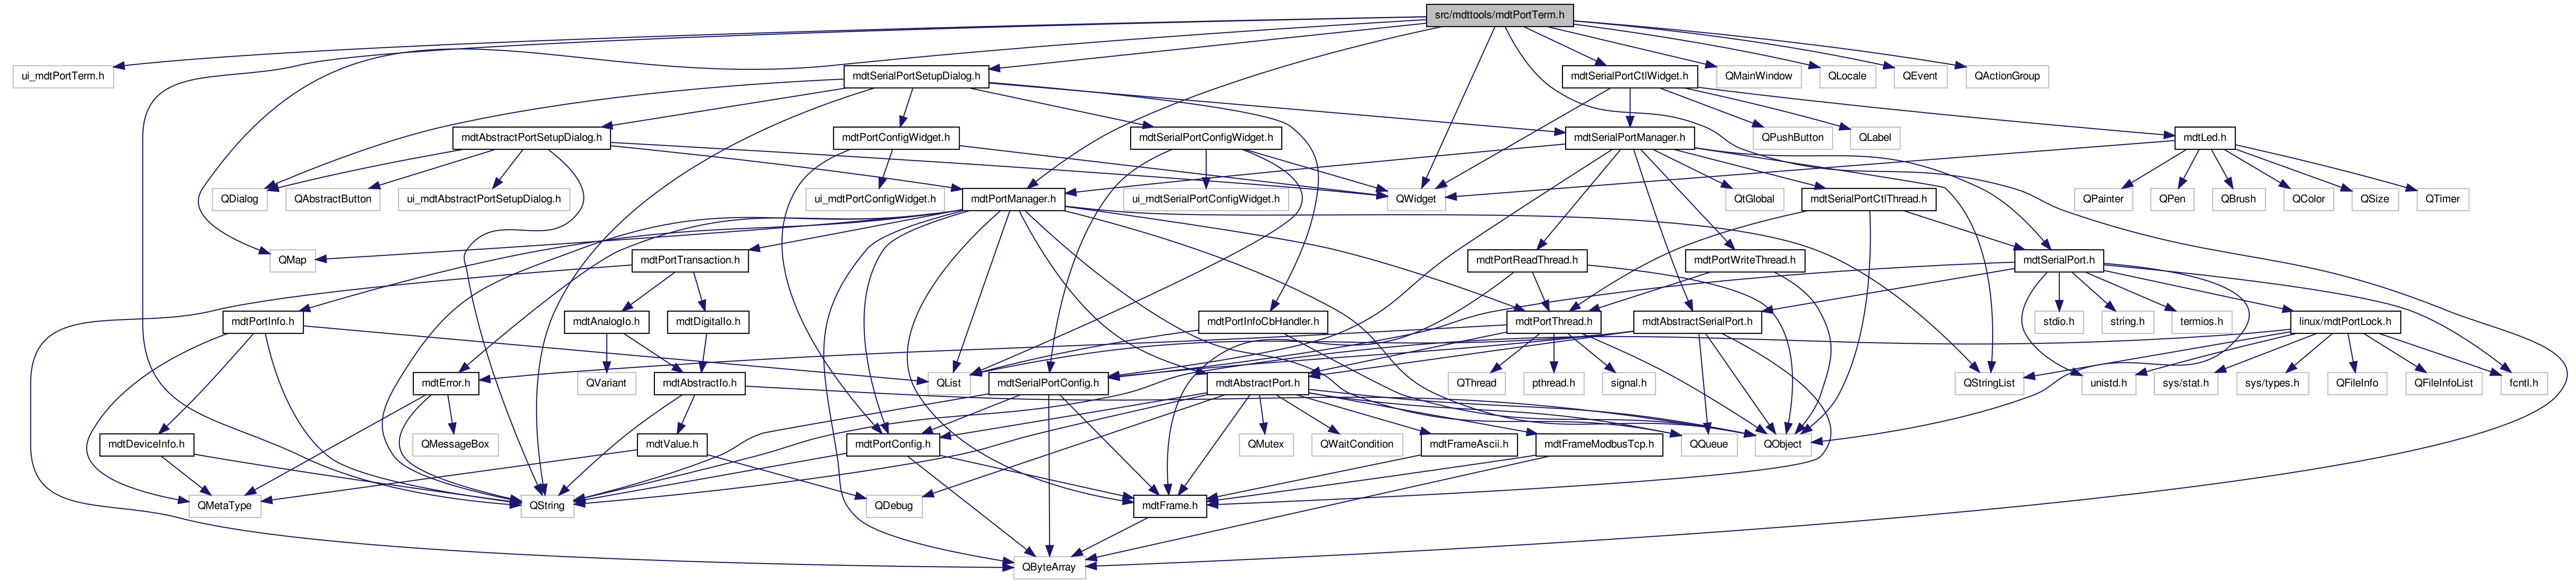 src/mdttools/mdtPortTerm.h
ui_mdtPortTerm.h
mdtSerialPortSetupDialog.h
mdtSerialPortCtlWidget.h
QMainWindow
QLocale
QEvent
QActionGroup
mdtAbstractPortSetupDialog.h
mdtPortConfigWidget.h
mdtSerialPortConfigWidget.h
mdtSerialPortManager.h
QPushButton
QLabel
mdtLed.h
QDialog
QAbstractButton
ui_mdtAbstractPortSetupDialog.h
ui_mdtPortConfigWidget.h
mdtPortManager.h
ui_mdtSerialPortConfigWidget.h
QWidget
QtGlobal
mdtSerialPortCtlThread.h
QPainter
QPen
QBrush
QColor
QSize
QTimer
QMap
mdtPortTransaction.h
mdtPortReadThread.h
mdtPortWriteThread.h
mdtSerialPort.h
mdtPortInfo.h
mdtAnalogIo.h
mdtDigitalIo.h
mdtPortInfoCbHandler.h
mdtPortThread.h
mdtAbstractSerialPort.h
stdio.h
string.h
termios.h
linux/mdtPortLock.h
mdtError.h
QVariant
mdtAbstractIo.h
QList
mdtSerialPortConfig.h
mdtAbstractPort.h
QThread
pthread.h
signal.h
QStringList
unistd.h
sys/stat.h
sys/types.h
QFileInfo
QFileInfoList
fcntl.h
mdtDeviceInfo.h
QMessageBox
mdtValue.h
mdtPortConfig.h
QMutex
QWaitCondition
mdtFrameAscii.h
mdtFrameModbusTcp.h
QQueue
QObject
QMetaType
QString
QDebug
mdtFrame.h
QByteArray